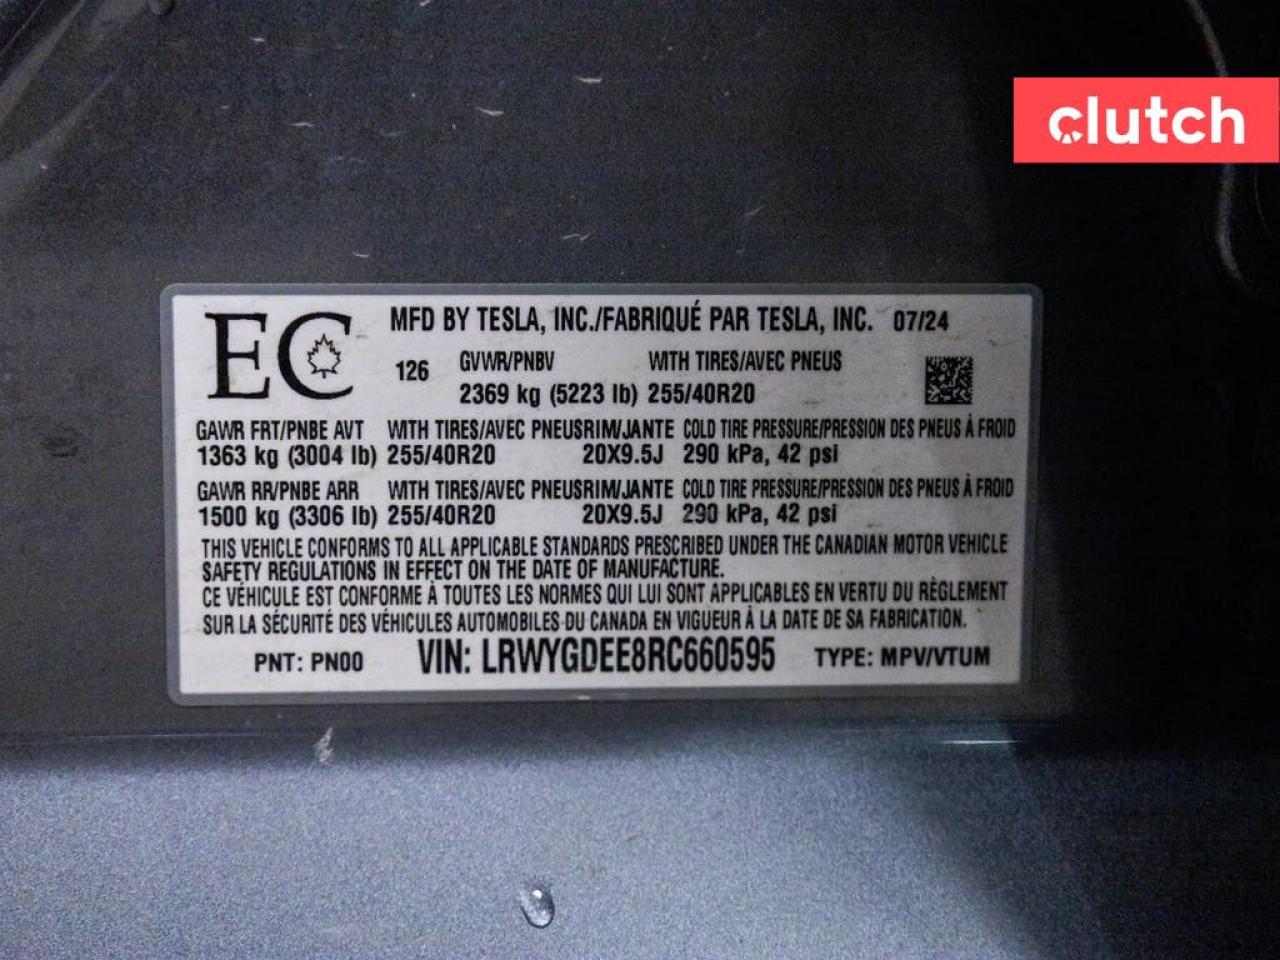 clutch
EC
MFD BY TESLA, INC./FABRIQUÉ PAR TESLA, INC. 07/24
126 GVWR/PNBV WITH TIRES/AVEC PNEUS
2369 kg (5223 lb) 255/40R20
GAWR FRT/PNBE AVT WITH TIRES/AVEC PNEUS RIM/JANTE COLD TIRE PRESSURE/PRESSION DES PNEUS À FROID
1363 kg (3004 lb) 255/40R20 20X9.5J 290 kPa, 42 psi
GAWR RR/PNBE ARR WITH TIRES/AVEC PNEUS RIM/JANTE COLD TIRE PRESSURE/PRESSION DES PNEUS À FROID
1500 kg (3306 lb) 255/40R20 20X9.5J 290 kPa, 42 psi
THIS VEHICLE CONFORMS TO ALL APPLICABLE STANDARDS PRESCRIBED UNDER THE CANADIAN MOTOR VEHICLE
SAFETY REGULATIONS IN EFFECT ON THE DATE OF MANUFACTURE.
CE VÉHICULE EST CONFORME À TOUTES LES NORMES QUI LUI SONT APPLICABLES EN VERTU DU RÈGLEMENT
SUR LA SÉCURITÉ DES VÉHICULES AUTOMOBILES DU CANADA EN VIGUEUR À LA DATE DE SA FABRICATION.
PNT: PN00 VIN: LRWYGDEE8RC660595 TYPE: MPV/VTUM